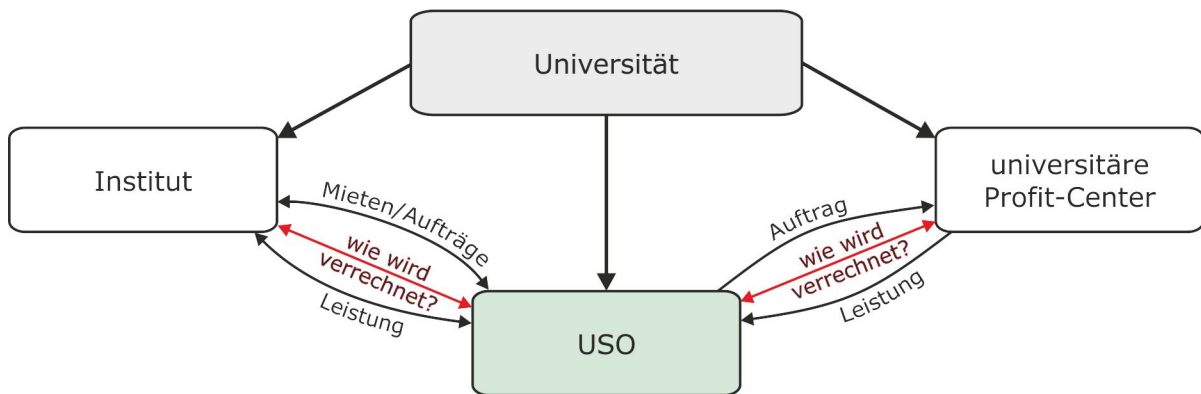 Universität
Institut
universitäre
Profit-Center
Mieten/Aufträge
wie wird
verrechnet?
Leistung
Auftrag
wie wird
verrechnet?
Leistung
USO